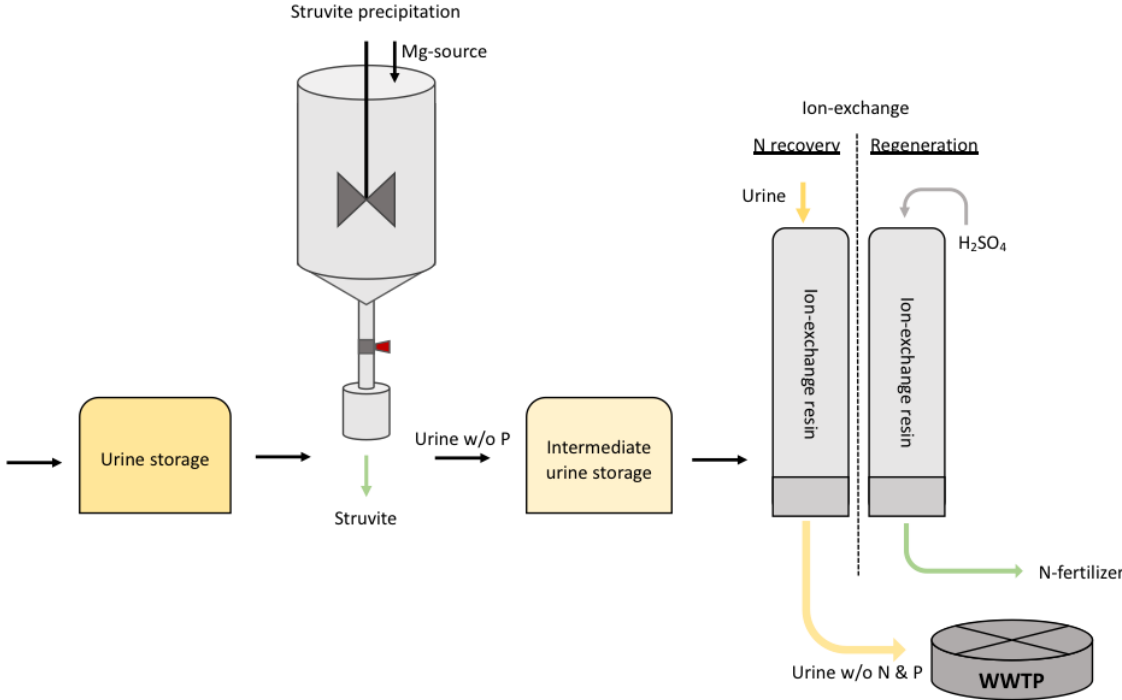 Struvite precipitation
Mg-source
Ion-exchange
N recovery
Regeneration
Urine
H₂SO₄
Ion-exchange resin
Ion-exchange resin
Urine storage
Urine w/o P
Intermediate
urine storage
Struvite
N-fertilizer
Urine w/o N & P
WWTP